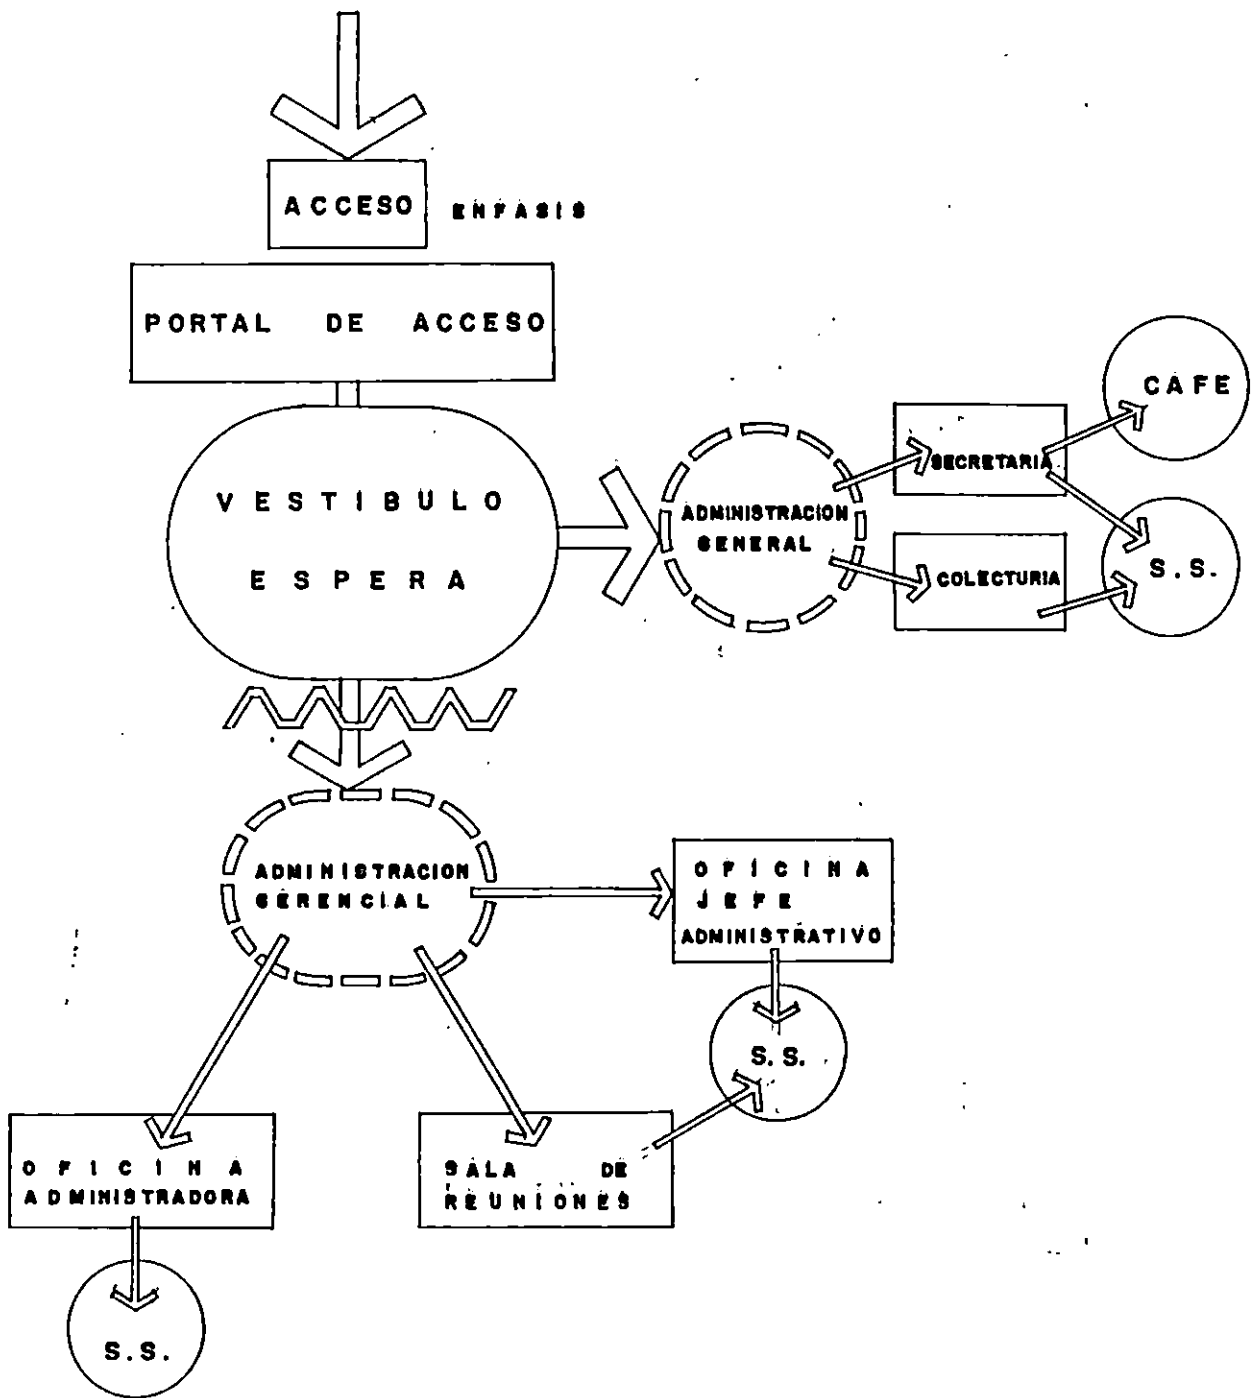 ACCESO
ENFASIS
PORTAL DE ACCESO
VESTIBULO
ESPERA
ADMINISTRACION
GENERAL
SECRETARIA
CAFE
COLECTURIA
S.S.
ADMINISTRACION
GERENCIAL
OFICINA
JEFE
ADMINISTRATIVO
S.S.
OFICINA
ADMINISTRADORA
SALA DE
REUNIONES
S.S.